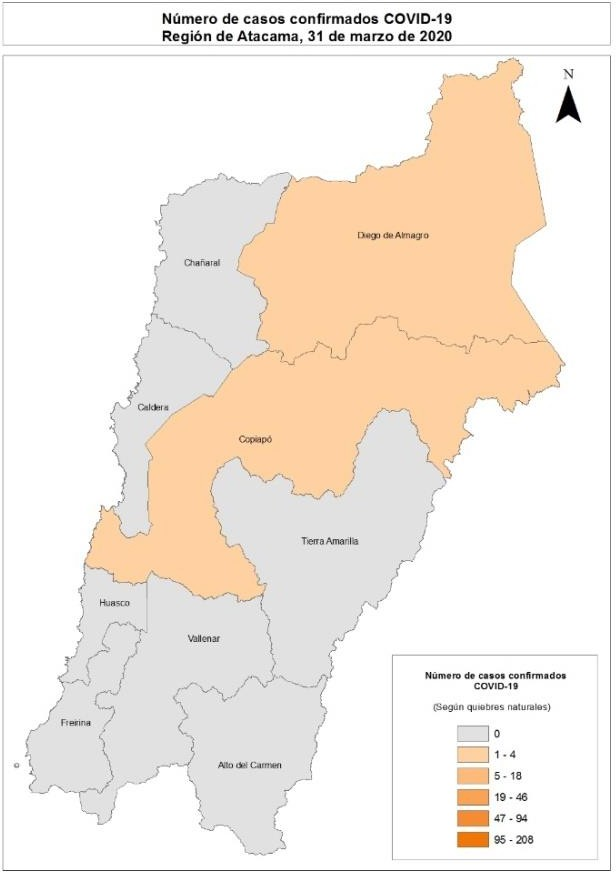 Número de casos confirmados COVID-19
Región de Atacama, 31 de marzo de 2020
N
Diego de Almagro
Chañaral
Caldera
Copiapó
Tierra Amarilla
Huasco
Vallenar
Freirina
Alto del Carmen
Número de casos confirmados
COVID-19
(Según quiebres naturales)
0
1 - 4
5 - 18
19 - 46
47 - 94
95 - 208